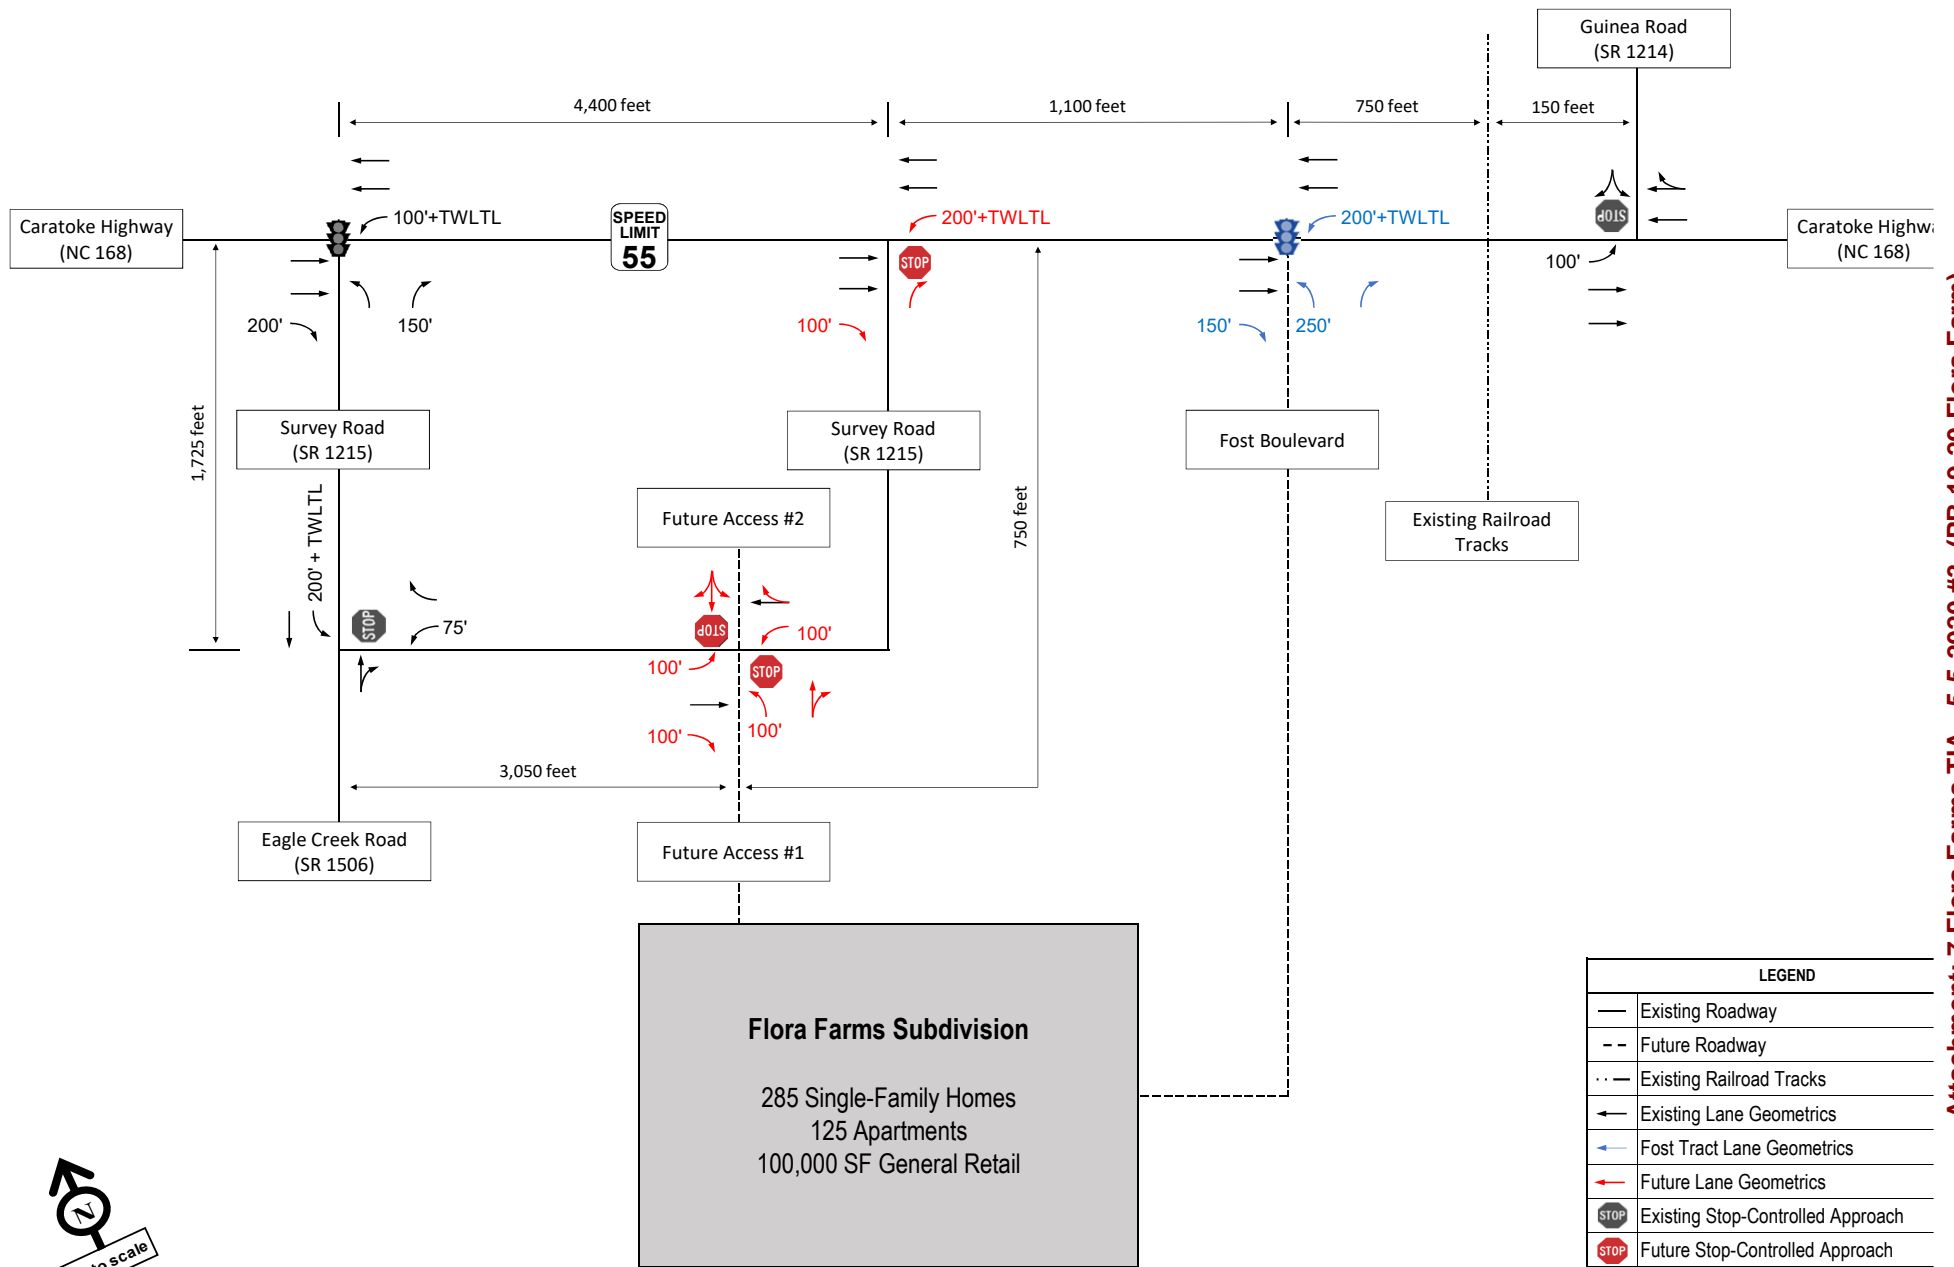 Guinea Road
(SR 1214)
4,400 feet
1,100 feet
750 feet
150 feet
Caratoke Highway
(NC 168)
100'+TWLTL
SPEED
LIMIT
55
200'+TWLTL
STOP
200'+TWLTL
STOP
100'
(NC 168)
200'
150'
100'
150'
250'
1,725 feet
Survey Road
(SR 1215)
Survey Road
(SR 1215)
Fost Boulevard
200' + TWLTL
Future Access #2
750 feet
Existing Railroad
Tracks
STOP
75'
STOP
100'
100'
STOP
100'
100'
3,050 feet
Eagle Creek Road
(SR 1506)
Future Access #1
Flora Farms Subdivision
285 Single-Family Homes
125 Apartments
100,000 SF General Retail
N
scale
LEGEND
Existing Roadway
Future Roadway
Existing Railroad Tracks
Existing Lane Geometrics
Fost Tract Lane Geometrics
Future Lane Geometrics
STOP Existing Stop-Controlled Approach
STOP Future Stop-Controlled Approach